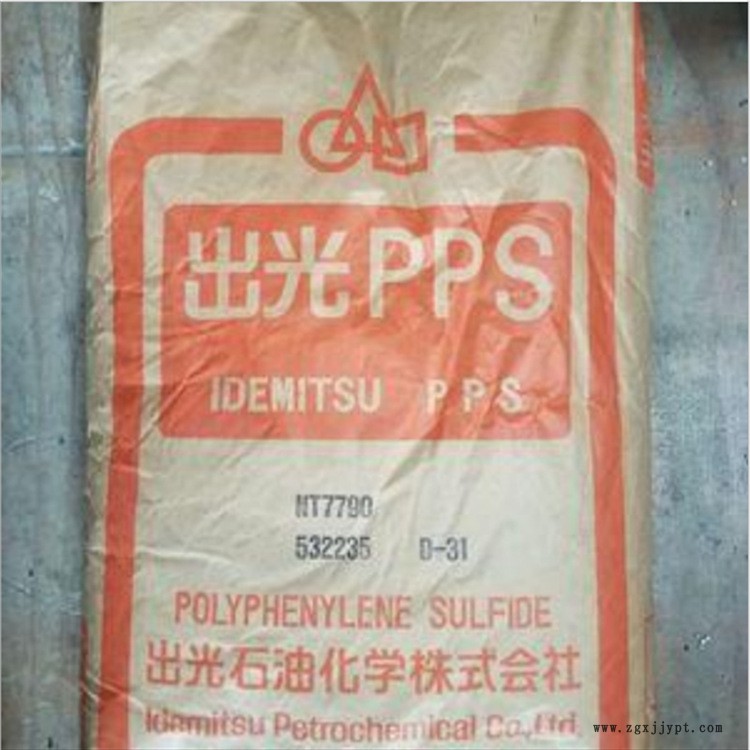 出光PPS
IDEMITSU PPS
NT7790
532235 D-31
POLYPHENYLENE SULFIDE
出光石油化学株式会社
Idemitsu Petrochemical Co.,Ltd.
www.zgxjjypt.com